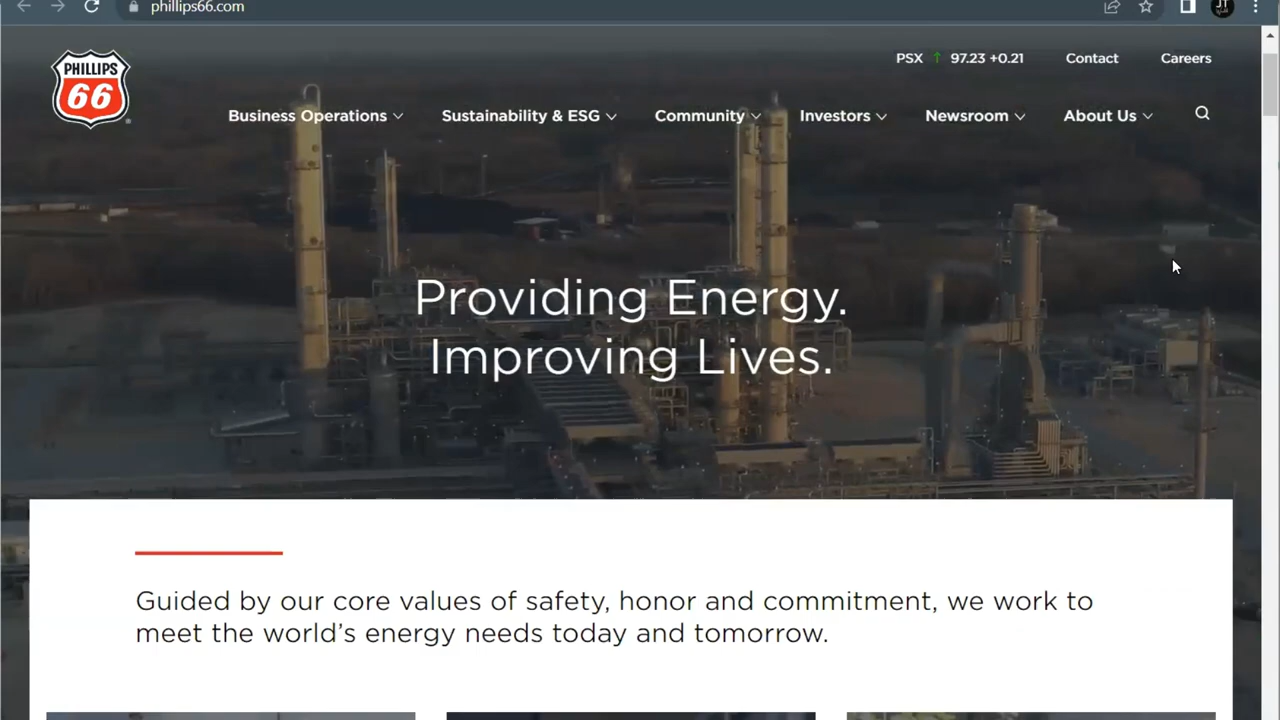 phillips66.com
JT
PHILLIPS
66
PSX 97.23 +0.21 Contact Careers
Business Operations Sustainability & ESG Community Investors Newsroom About Us
Providing Energy.
Improving Lives.
Guided by our core values of safety, honor and commitment, we work to
meet the world's energy needs today and tomorrow.